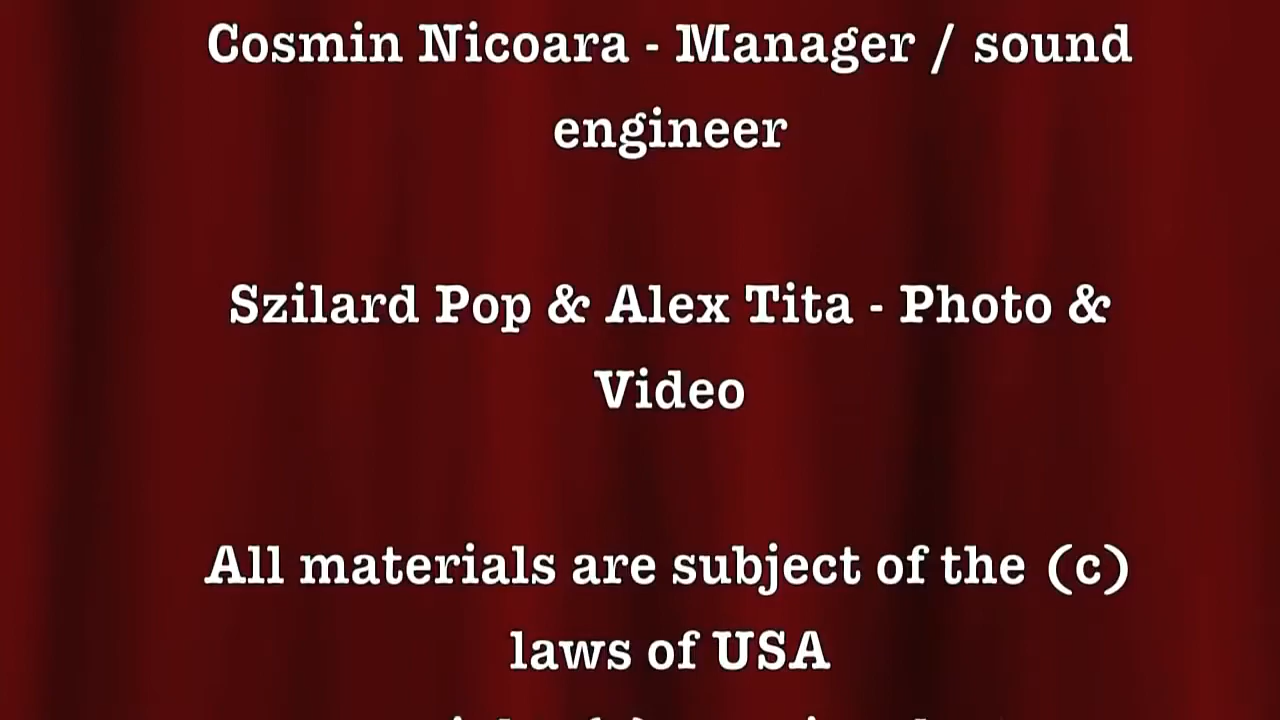 Cosmin Nicoara - Manager / sound
engineer
Szilard Pop & Alex Tita - Photo &
Video
All materials are subject of the (c)
laws of USA